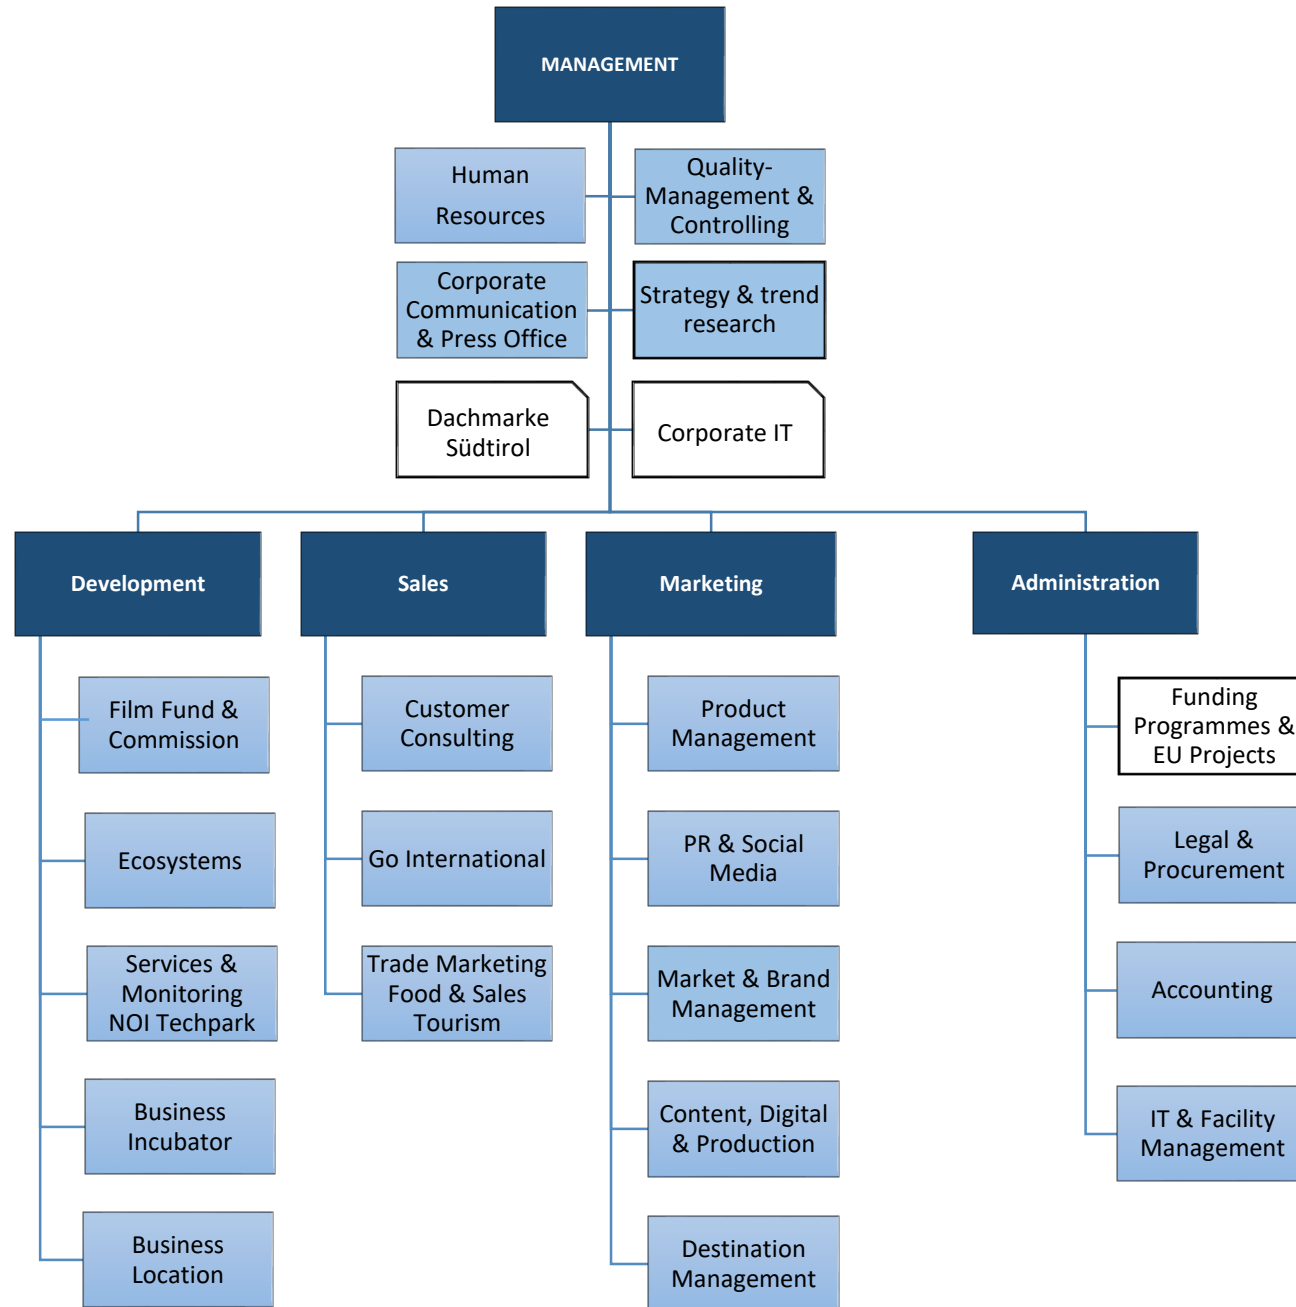 MANAGEMENT
Human
Resources
Quality-
Management &
Controlling
Corporate
Communication
& Press Office
Strategy & trend
research
Dachmarke
Südtirol
Corporate IT
Development
Sales
Marketing
Administration
Film Fund &
Commission
Ecosystems
Services &
Monitoring
NOI Techpark
Business
Incubator
Business
Location
Customer
Consulting
Go International
Trade Marketing
Food & Sales
Tourism
Product
Management
PR & Social
Media
Market & Brand
Management
Content, Digital
& Production
Destination
Management
Funding
Programmes &
EU Projects
Legal &
Procurement
Accounting
IT & Facility
Management